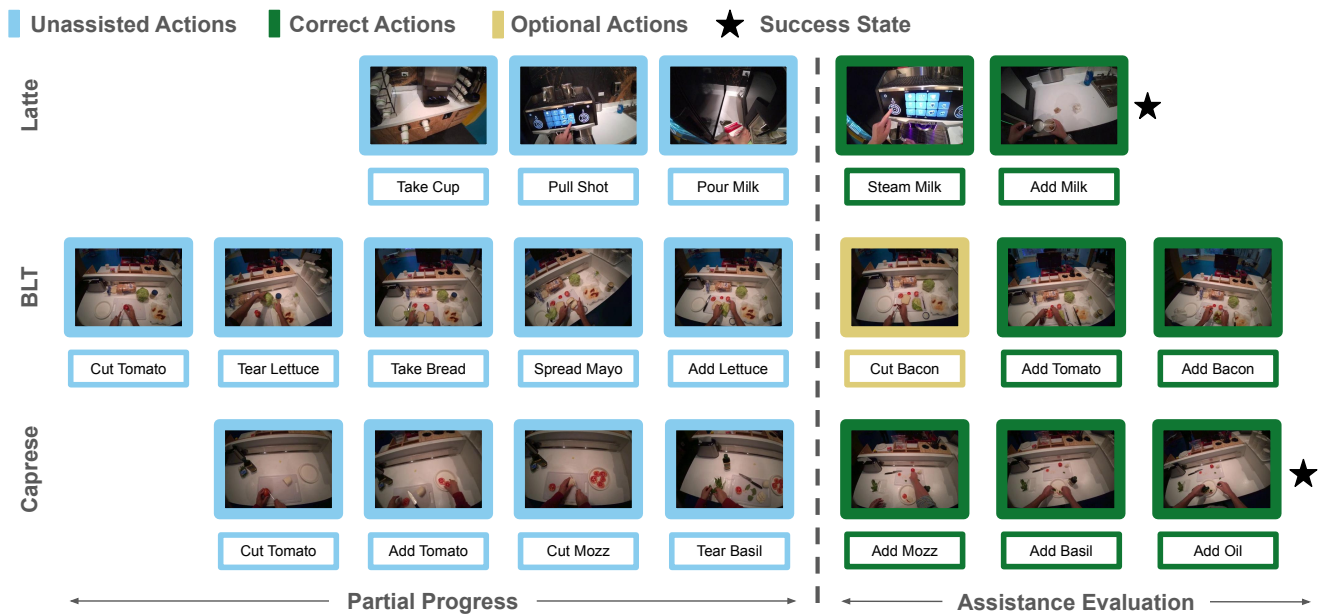 Unassisted Actions Correct Actions Optional Actions Success State
Latte
Take Cup Pull Shot Pour Milk Steam Milk Add Milk
BLT
Cut Tomato Tear Lettuce Take Bread Spread Mayo Add Lettuce Cut Bacon Add Tomato Add Bacon
Caprese
Cut Tomato Add Tomato Cut Mozz Tear Basil Add Mozz Add Basil Add Oil
Partial Progress Assistance Evaluation